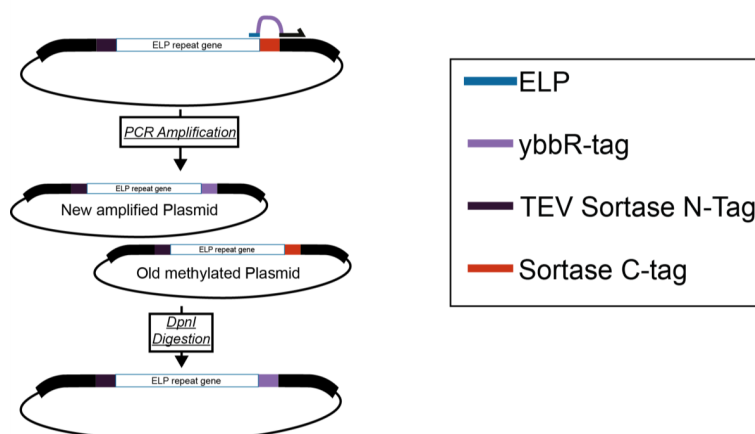 ELP repeat gene
PCR Amplification
ELP repeat gene
New amplified Plasmid
ELP repeat gene
Old methylated Plasmid
DpnI
Digestion
ELP repeat gene
ELP
ybbR-tag
TEV Sortase N-Tag
Sortase C-tag